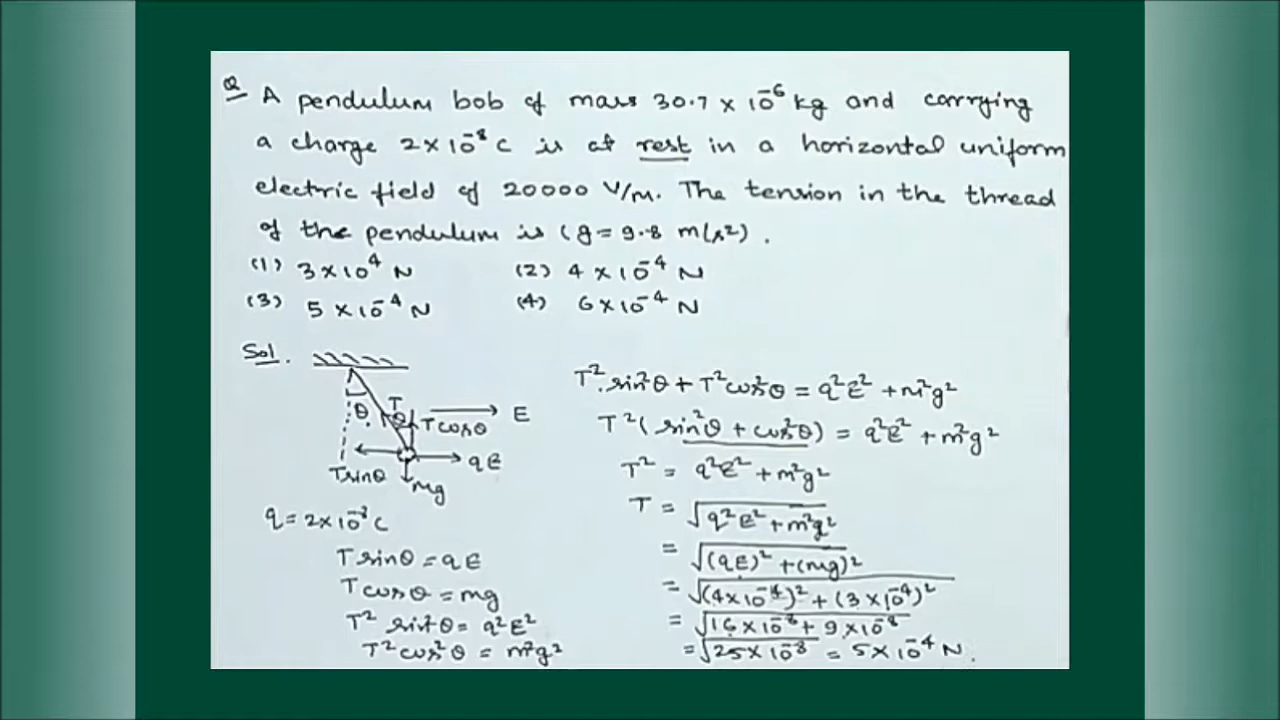 Q A pendulum bob of mass 30.7 × 10⁻⁶ kg and carrying
a charge 2×10⁻⁸ C is at rest in a horizontal uniform
electric field of 20000 V/m. The tension in the thread
of the pendulum is (g = 9.8 m/s²).
(1) 3×10⁴ N (2) 4 × 10⁻⁴ N
(3) 5 × 10⁻⁴ N (4) 6×10⁻⁴ N
Sol.
θ T θ T cosθ E
T sinθ qE
mg
q = 2×10⁻⁸ C
T sinθ = qE
T cosθ = mg
T² sin²θ = q²E²
T² cos²θ = m²g²
T². sin²θ + T² cos²θ = q²E² + m²g²
T² ( sin²θ + cos²θ) = q²E² + m²g²
T² = q²E² + m²g²
T = √q²E² + m²g²
= √(qE)² + (mg)²
= √(4×10⁻⁴)² + (3 × 10⁻⁴)²
= √16 × 10⁻⁸ + 9 × 10⁻⁸
= √25 × 10⁻⁸ = 5 × 10⁻⁴ N.